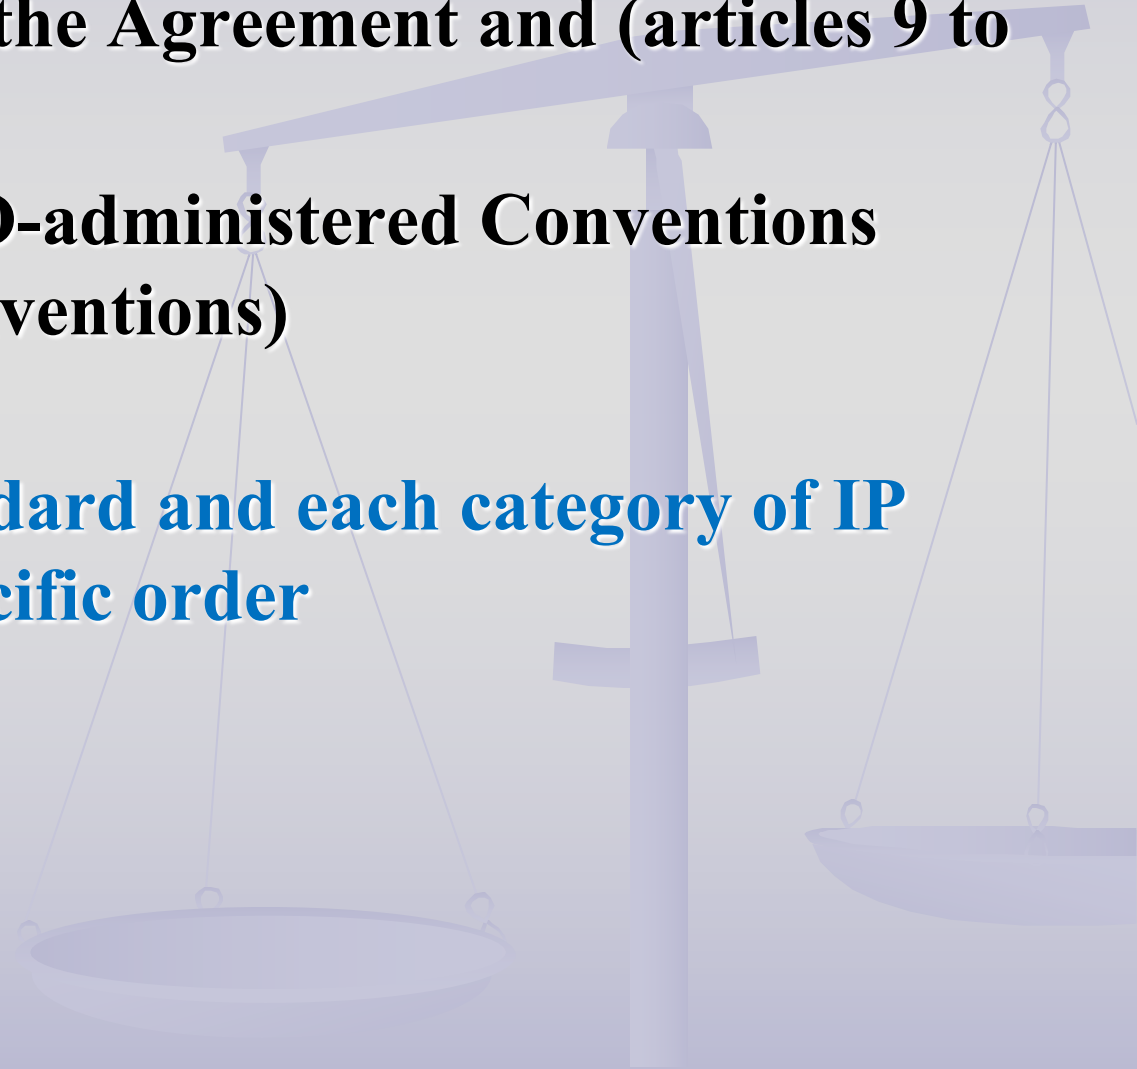 the Agreement and (articles 9 to
-administered Conventions
ventions)
dard and each category of IP
cific order